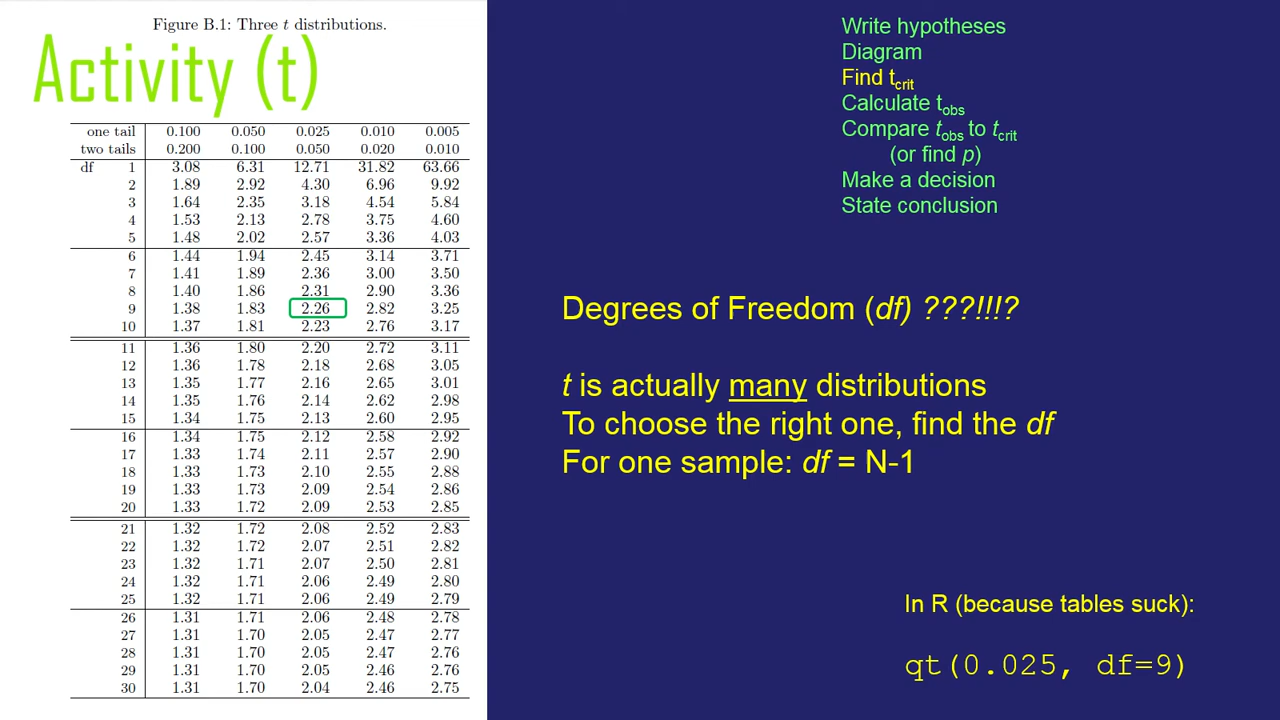 Figure B.1: Three t distributions.
Activity (t)
one tail 0.100 0.050 0.025 0.010 0.005
two tails 0.200 0.100 0.050 0.020 0.010
df 1 3.08 6.31 12.71 31.82 63.66
2 1.89 2.92 4.30 6.96 9.92
3 1.64 2.35 3.18 4.54 5.84
4 1.53 2.13 2.78 3.75 4.60
5 1.48 2.02 2.57 3.36 4.03
6 1.44 1.94 2.45 3.14 3.71
7 1.41 1.89 2.36 3.00 3.50
8 1.40 1.86 2.31 2.90 3.36
9 1.38 1.83 2.26 2.82 3.25
10 1.37 1.81 2.23 2.76 3.17
11 1.36 1.80 2.20 2.72 3.11
12 1.36 1.78 2.18 2.68 3.05
13 1.35 1.77 2.16 2.65 3.01
14 1.35 1.76 2.14 2.62 2.98
15 1.34 1.75 2.13 2.60 2.95
16 1.34 1.75 2.12 2.58 2.92
17 1.33 1.74 2.11 2.57 2.90
18 1.33 1.73 2.10 2.55 2.88
19 1.33 1.73 2.09 2.54 2.86
20 1.33 1.72 2.09 2.53 2.85
21 1.32 1.72 2.08 2.52 2.83
22 1.32 1.72 2.07 2.51 2.82
23 1.32 1.71 2.07 2.50 2.81
24 1.32 1.71 2.06 2.49 2.80
25 1.32 1.71 2.06 2.49 2.79
26 1.31 1.71 2.06 2.48 2.78
27 1.31 1.70 2.05 2.47 2.77
28 1.31 1.70 2.05 2.47 2.76
29 1.31 1.70 2.05 2.46 2.76
30 1.31 1.70 2.04 2.46 2.75
Write hypotheses
Diagram
Find tcrit
Calculate tobs
Compare tobs to tcrit
(or find p)
Make a decision
State conclusion
Degrees of Freedom (df) ???!!!?
t is actually many distributions
To choose the right one, find the df
For one sample: df = N-1
In R (because tables suck):
qt(0.025, df=9)